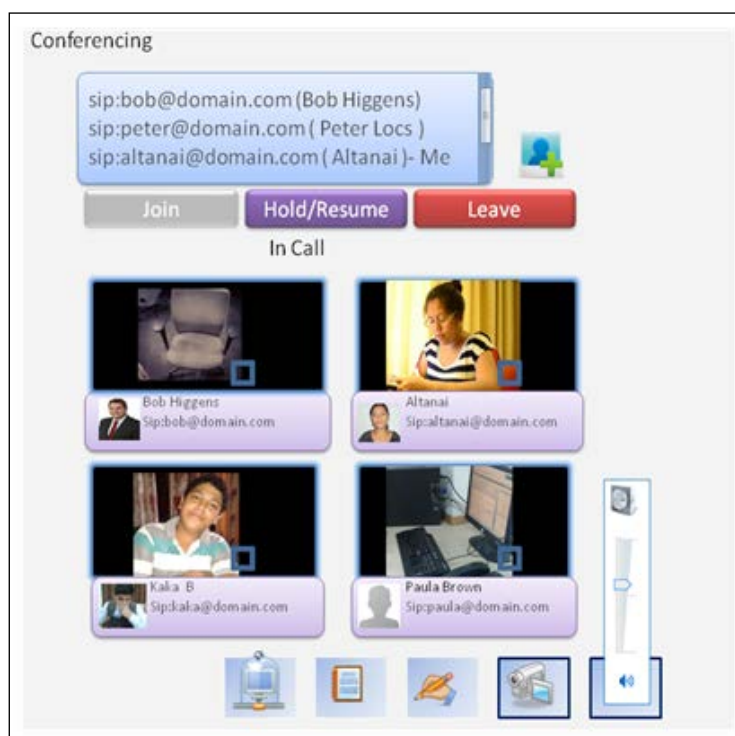 Conferencing
sip:bob@domain.com (Bob Higgens)
sip:peter@domain.com ( Peter Locs )
sip:altanai@domain.com ( Altanai )- Me
Join
Hold/Resume
Leave
In Call
Bob Higgens
Sip:bob@domain.com
Altanai
Sip:altanai@domain.com
Kaka B
Sip:kaka@domain.com
Paula Brown
Sip:paula@domain.com